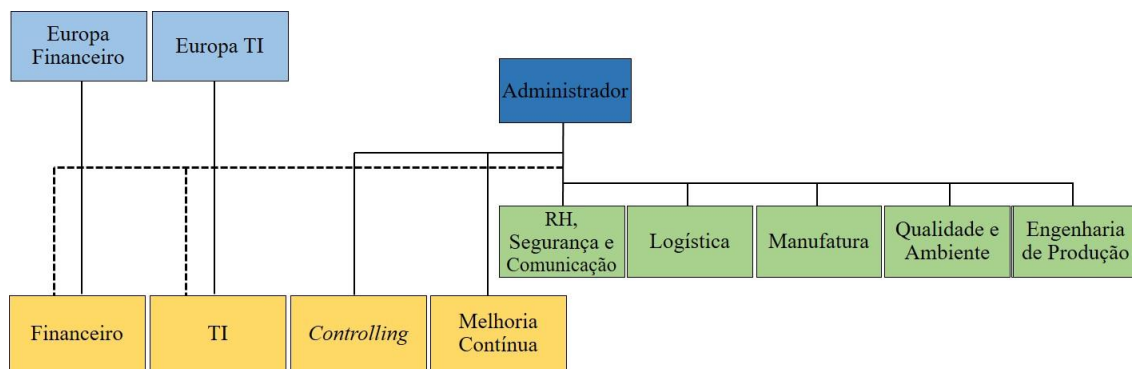 Europa
Financeiro
Europa TI
Administrador
RH,
Segurança e
Comunicação
Logística
Manufatura
Qualidade e
Ambiente
Engenharia
de Produção
Financeiro
TI
Controlling
Melhoria
Contínua